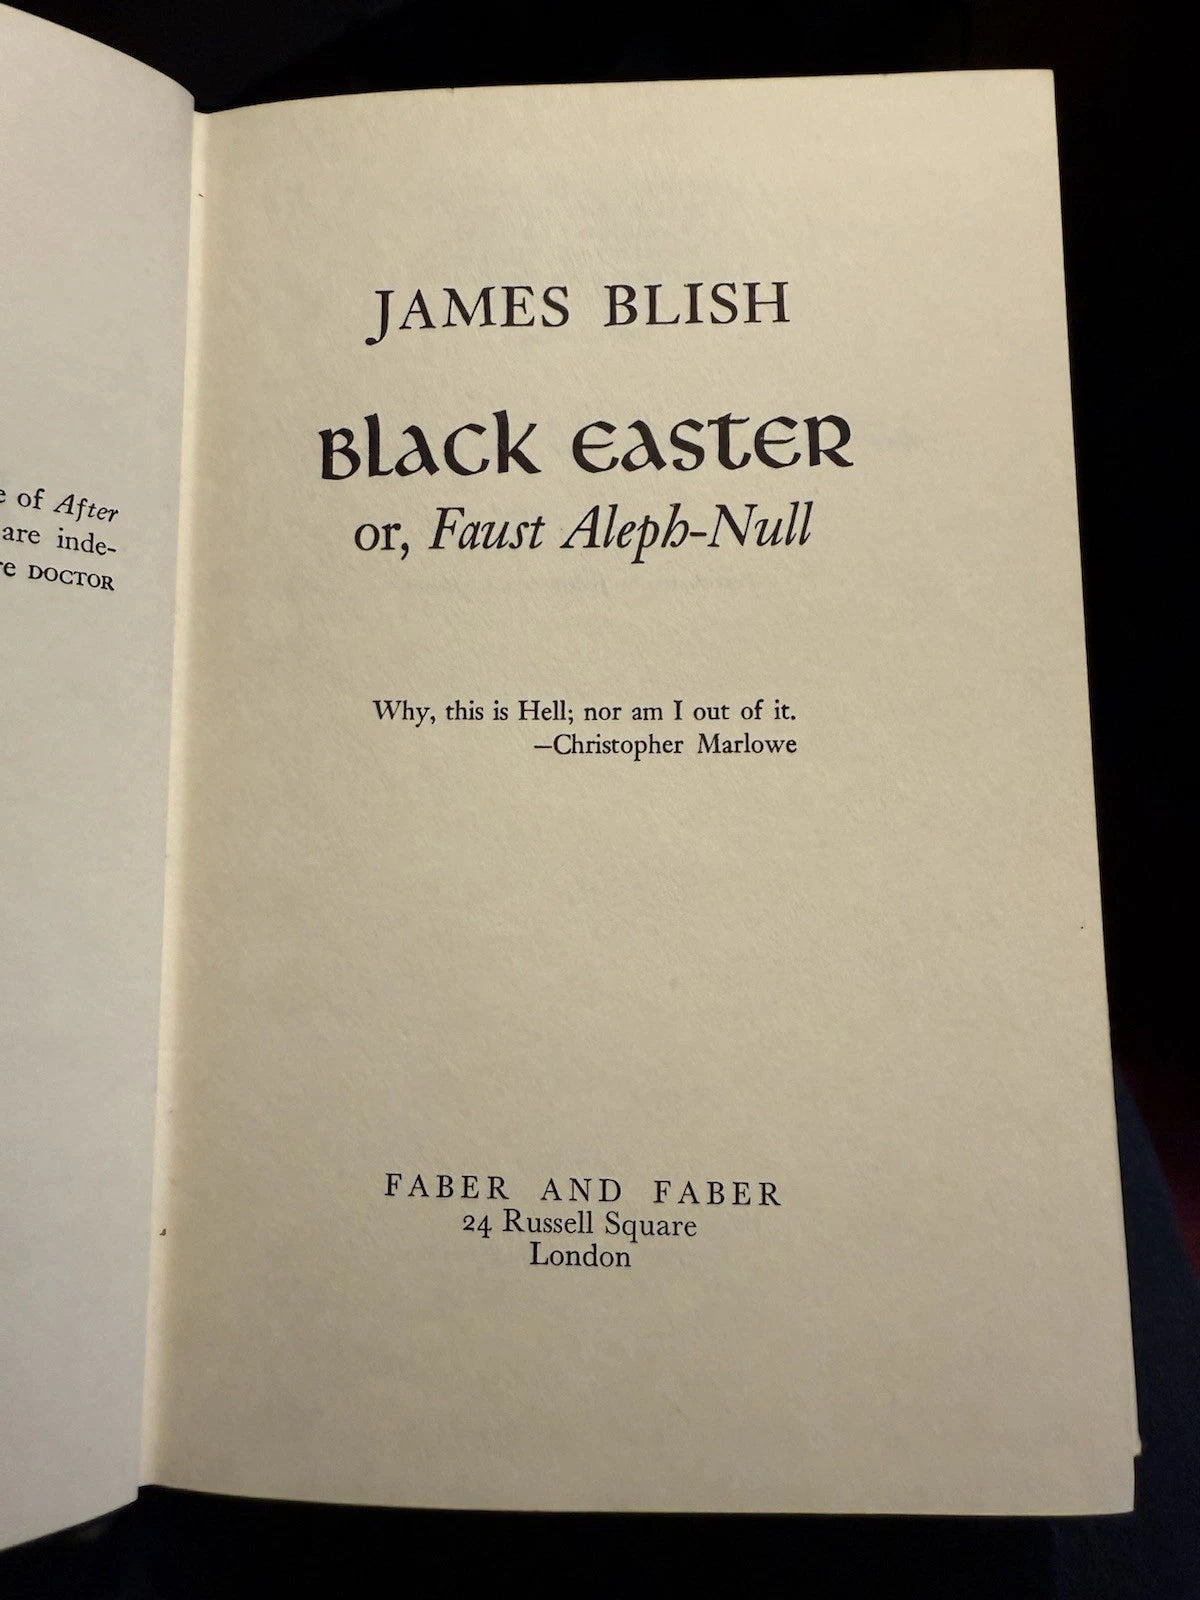 e of After
are inde-
re DOCTOR
JAMES BLISH
BLACK EASTER
or, Faust Aleph-Null
Why, this is Hell; nor am I out of it.
—Christopher Marlowe
FABER AND FABER
24 Russell Square
London